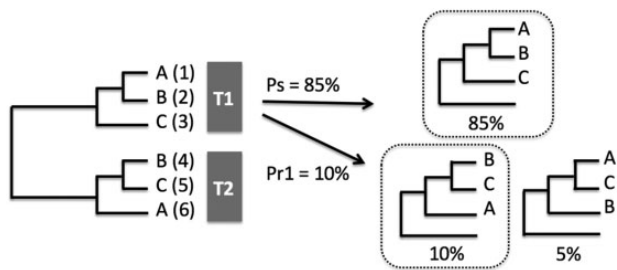 A (1)
B (2)
C (3)
T1
B (4)
C (5)
A (6)
T2
Ps = 85%
Pr1 = 10%
A
B
C
85%
B
C
A
10%
A
C
B
5%